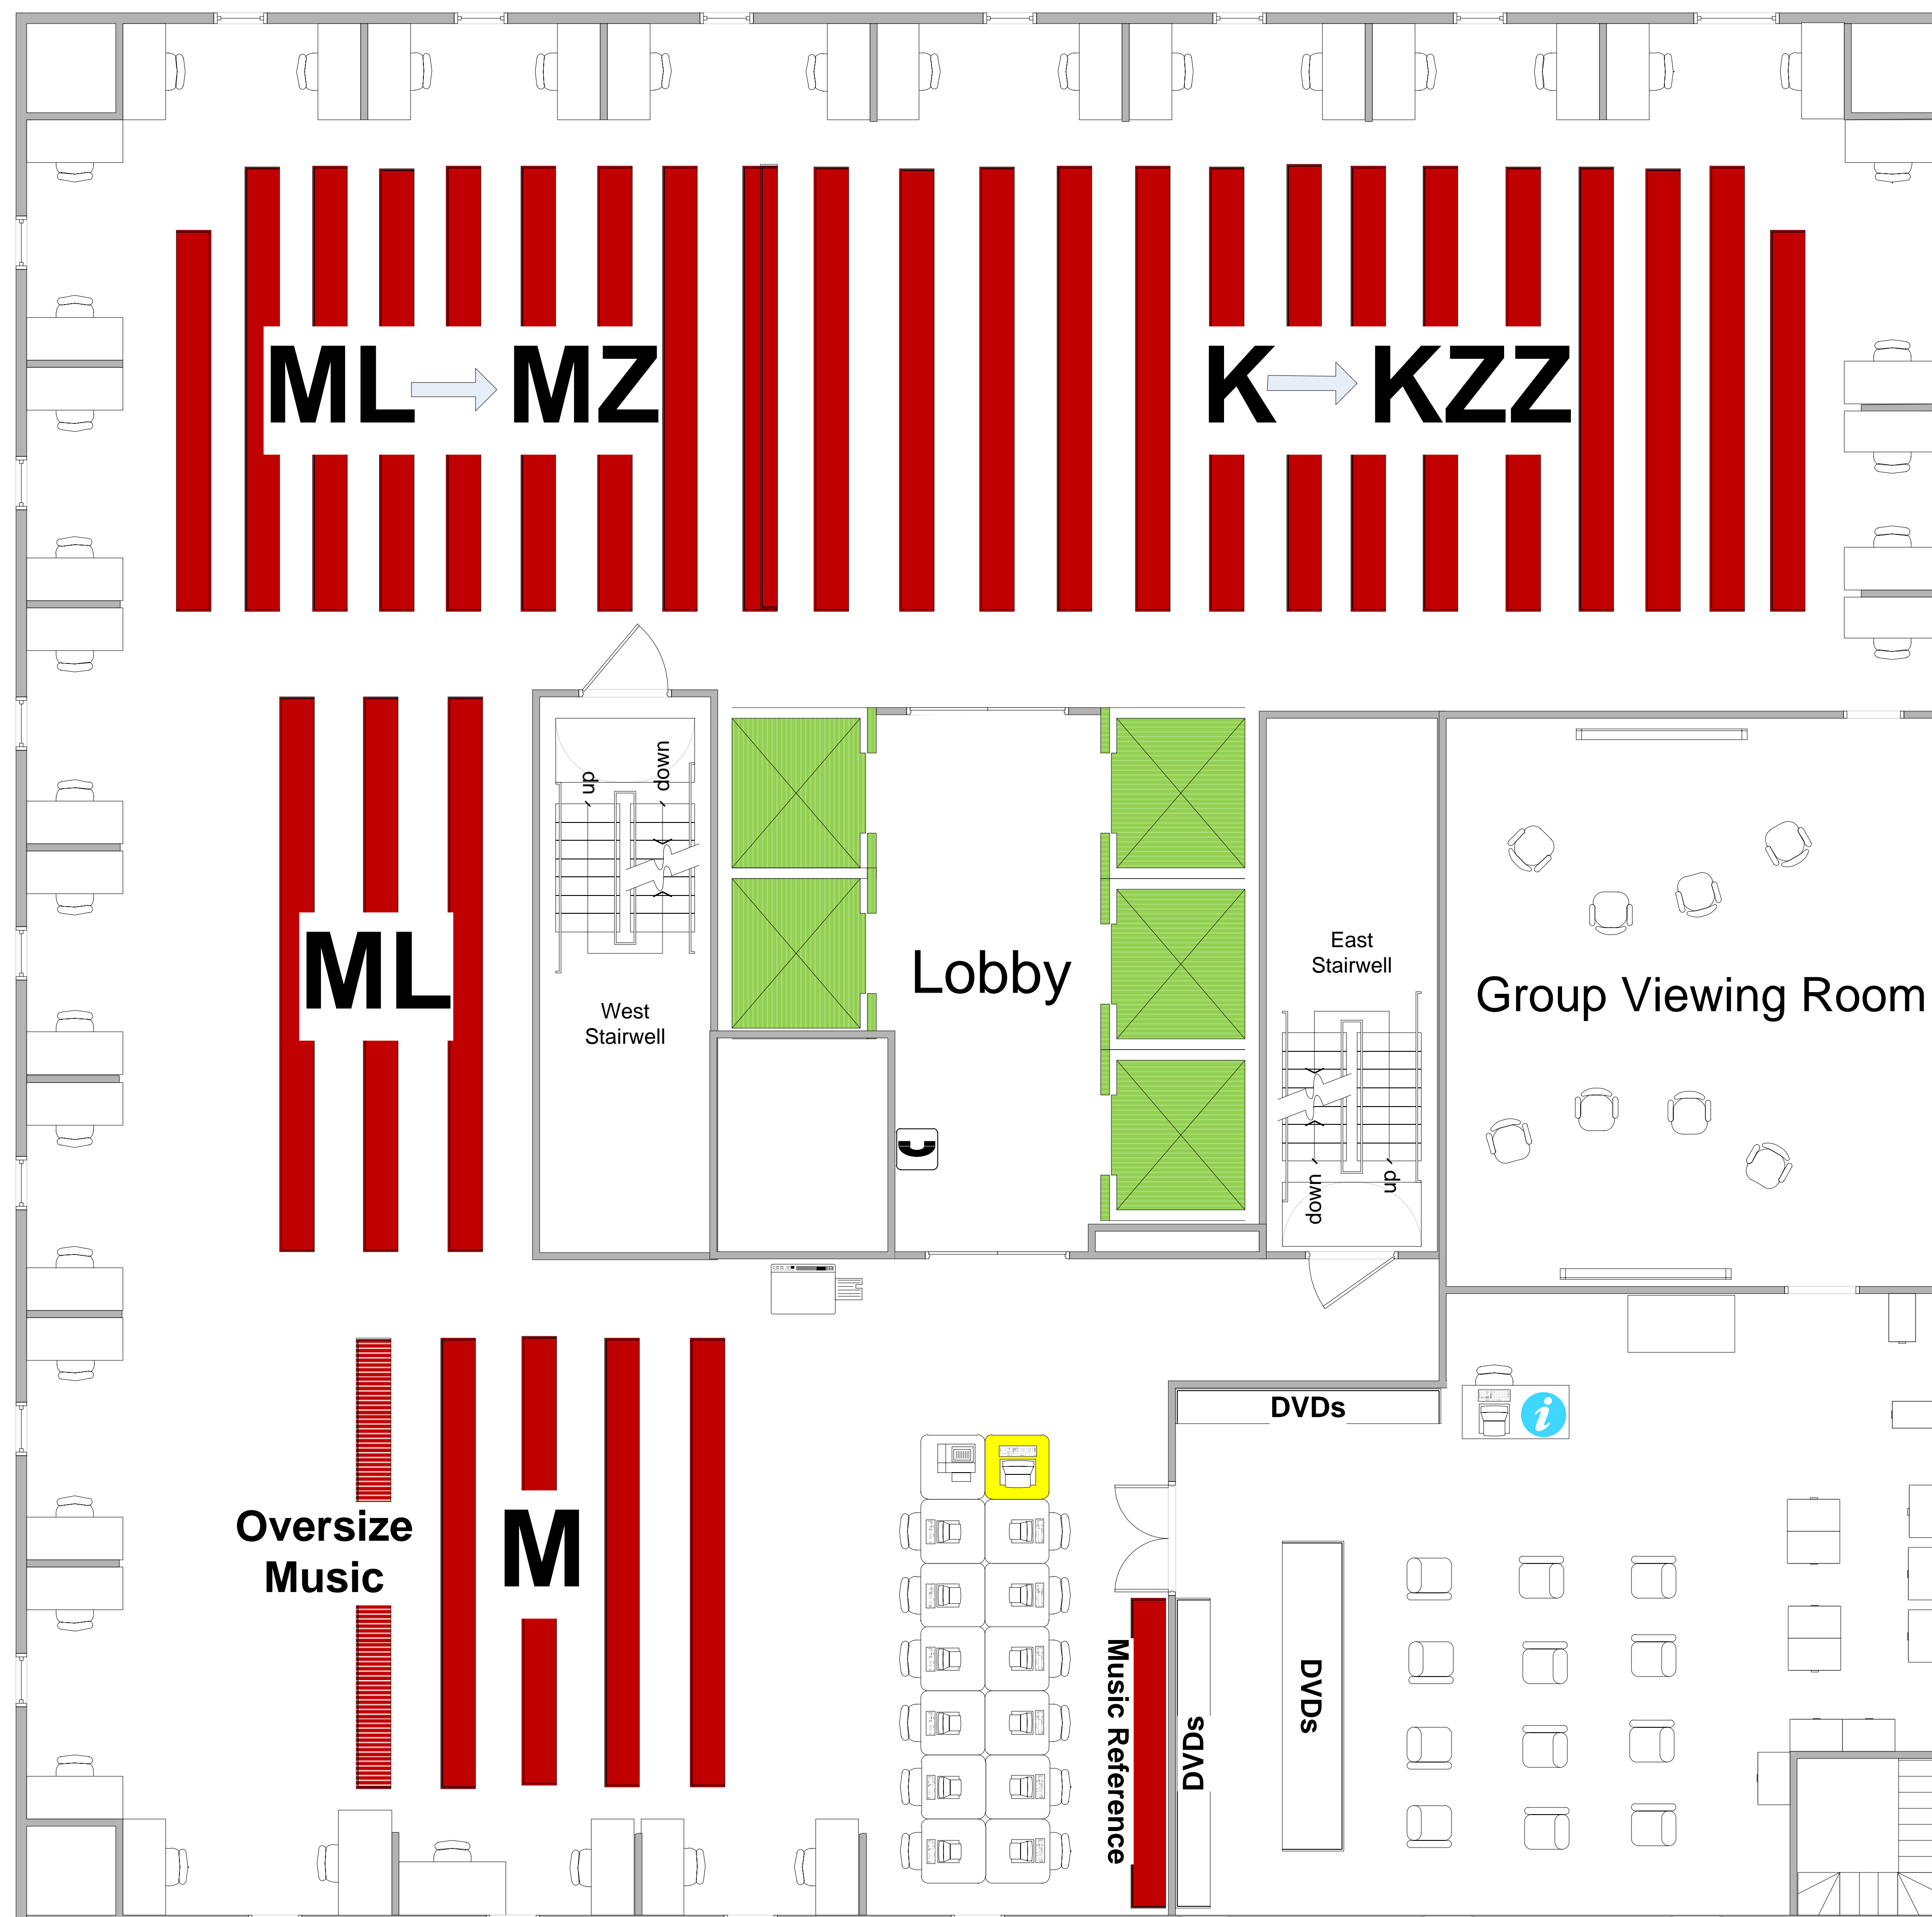 ML → MZ
K → KZZ
up
down
ML
Lobby
East
Stairwell
Group Viewing Room
West
Stairwell
down
up
DVDs
i
Oversize
Music
M
Music Reference
DVDs
DVDs